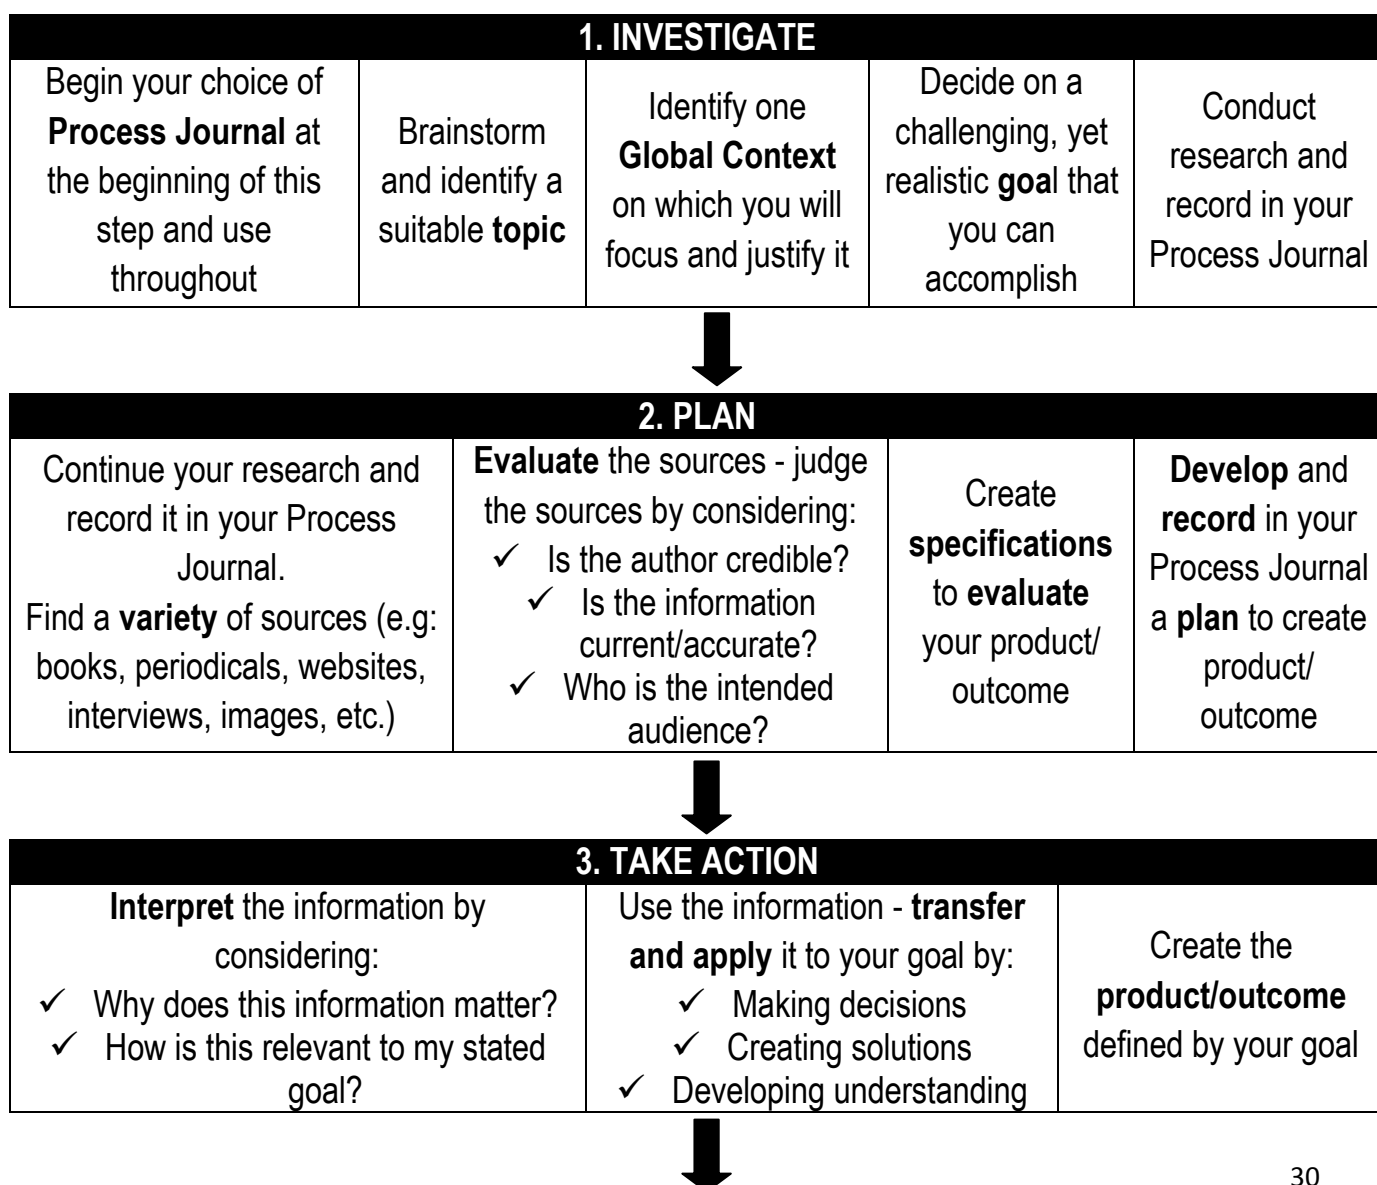 1. INVESTIGATE
Begin your choice of
Process Journal at
the beginning of this
step and use
throughout
Brainstorm
and identify a
suitable topic
Identify one
Global Context
on which you will
focus and justify it
Decide on a
challenging, yet
realistic goal that
you can
accomplish
Conduct
research and
record in your
Process Journal
2. PLAN
Continue your research and
record it in your Process
Journal.
Find a variety of sources (e.g:
books, periodicals, websites,
interviews, images, etc.)
Evaluate the sources - judge
the sources by considering:
✓ Is the author credible?
✓ Is the information
current/accurate?
✓ Who is the intended
audience?
Create
specifications
to evaluate
your product/
outcome
Develop and
record in your
Process Journal
a plan to create
product/
outcome
3. TAKE ACTION
Interpret the information by
considering:
✓ Why does this information matter?
✓ How is this relevant to my stated
goal?
Use the information - transfer
and apply it to your goal by:
✓ Making decisions
✓ Creating solutions
✓ Developing understanding
Create the
product/outcome
defined by your goal
30